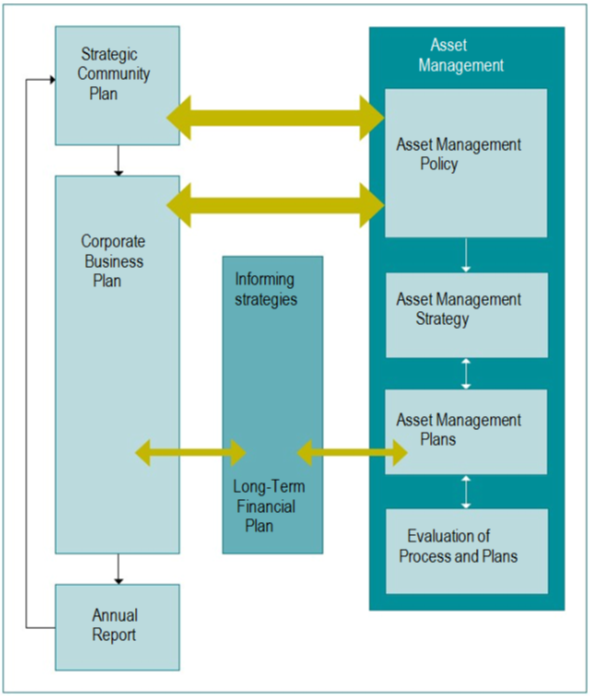 Strategic
Community
Plan
Corporate
Business
Plan
Annual
Report
Informing
strategies
Long-Term
Financial
Plan
Asset
Management
Asset Management
Policy
Asset Management
Strategy
Asset Management
Plans
Evaluation of
Process and Plans